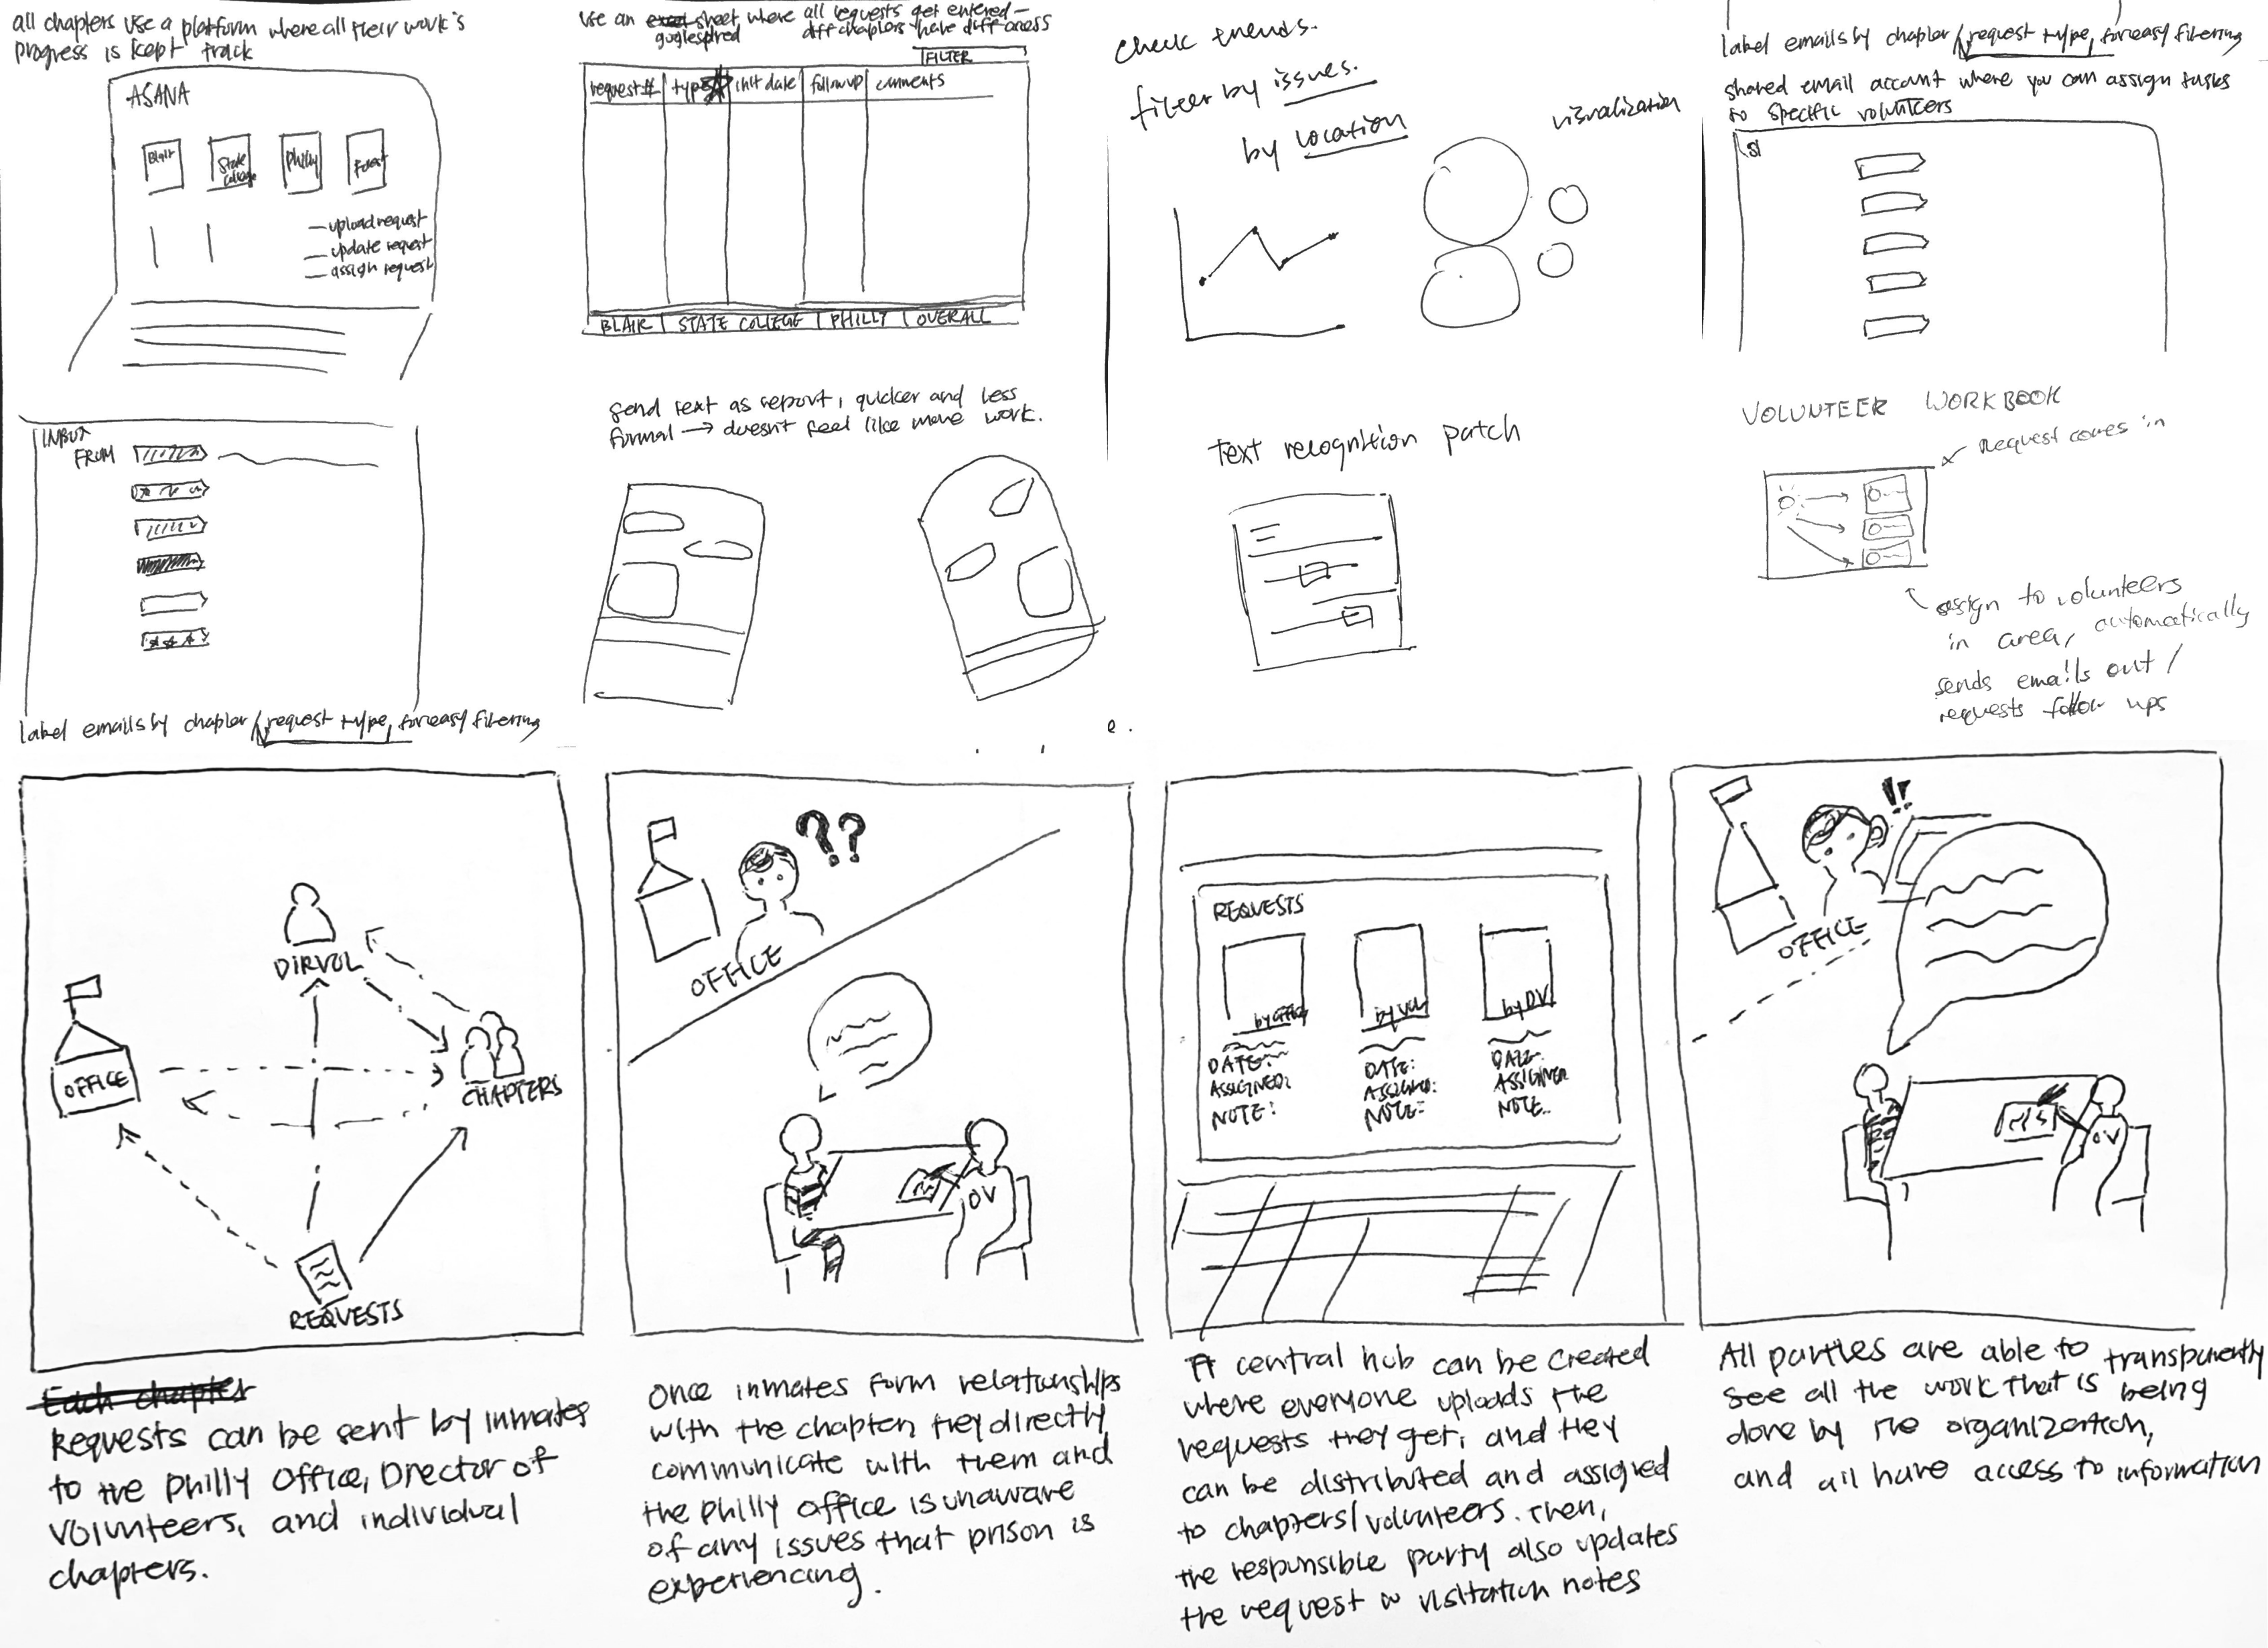 all chapters use a platform where all their work's
progress is kept track
ASANA
Blair
State
College
Philly
Forest
— upload request
— update request
— assign request
use an excel sheet, where all requests get entered—
diff chapters have diff access
FILTER
request #
type
init date
follow up
comments
BLAIR | STATE COLLEGE | PHILLY | OVERALL
check trends.
filter by issues.
by location
visualization
label emails by chapter/request type, for easy filtering
shared email account where you can assign tasks
to specific volunteers
INBOX
FROM
label emails by chapter/request type, for easy filtering
send text as report, quicker and less
formal → doesn't feel like more work.
Text recognition patch
VOLUNTEER WORKBOOK
Request comes in
assign to volunteers
in area, automatically
sends emails out /
requests follow ups
e.
DIRVOL
OFFICE
CHAPTERS
REQUESTS
Each chapter
Requests can be sent by inmates
to the Philly Office, Director of
volunteers, and individual
chapters.
??
OFFICE
OV
Once inmates form relationships
with the chapter, they directly
communicate with them and
the philly office is unaware
of any issues that prison is
experiencing.
REQUESTS
by office
by Vol
by DV
DATE:
ASSIGNED:
NOTE:
DATE:
ASSIGNED:
NOTE:
DATE:
ASSIGNED
NOTE:
A central hub can be created
where everyone uploads the
requests they get, and they
can be distributed and assigned
to chapters/volunteers. Then,
the responsible party also updates
the request w visitation notes
!!
OFFICE
OV
All parties are able to transparently
see all the work that is being
done by the organization,
and all have access to information